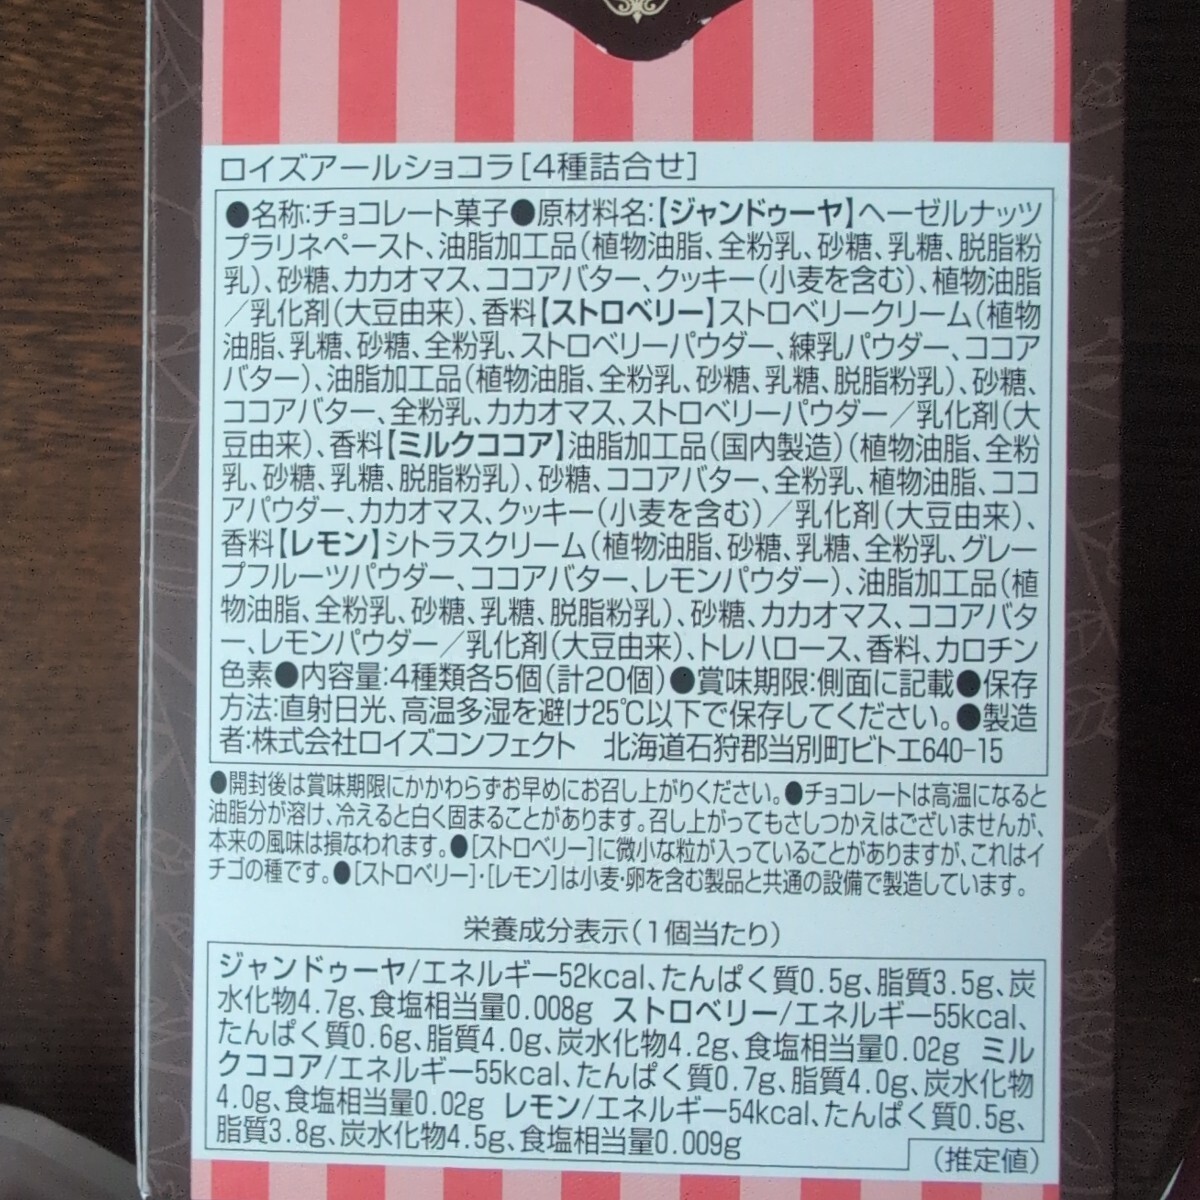 ロイズアールショコラ[4種詰合せ]
●名称:チョコレート菓子●原材料名:【ジャンドゥーヤ】ヘーゼルナッツ
プラリネペースト、油脂加工品(植物油脂、全粉乳、砂糖、乳糖、脱脂粉
乳)、砂糖、カカオマス、ココアバター、クッキー(小麦を含む)、植物油脂
／乳化剤(大豆由来)、香料【ストロベリー】ストロベリークリーム(植物
油脂、乳糖、砂糖、全粉乳、ストロベリーパウダー、練乳パウダー、ココア
バター)、油脂加工品(植物油脂、全粉乳、砂糖、乳糖、脱脂粉乳)、砂糖、
ココアバター、全粉乳、カカオマス、ストロベリーパウダー／乳化剤(大
豆由来)、香料【ミルクココア】油脂加工品(国内製造)(植物油脂、全粉
乳、砂糖、乳糖、脱脂粉乳)、砂糖、ココアバター、全粉乳、植物油脂、ココ
アパウダー、カカオマス、クッキー(小麦を含む)／乳化剤(大豆由来)、
香料【レモン】シトラスクリーム(植物油脂、砂糖、乳糖、全粉乳、グレー
プフルーツパウダー、ココアバター、レモンパウダー)、油脂加工品(植
物油脂、全粉乳、砂糖、乳糖、脱脂粉乳)、砂糖、カカオマス、ココアバタ
ー、レモンパウダー／乳化剤(大豆由来)、トレハロース、香料、カロチン
色素●内容量:4種類各5個(計20個)●賞味期限:側面に記載●保存
方法:直射日光、高温多湿を避け25℃以下で保存してください。●製造
者:株式会社ロイズコンフェクト　北海道石狩郡当別町ビトエ640-15
●開封後は賞味期限にかかわらずお早めにお召し上がりください。●チョコレートは高温になると
油脂分が溶け、冷えると白く固まることがあります。召し上がってもさしつかえはございませんが、
本来の風味は損なわれます。●[ストロベリー]に微小な粒が入っていることがありますが、これはイ
チゴの種です。●[ストロベリー]・[レモン]は小麦・卵を含む製品と共通の設備で製造しています。
栄養成分表示(1個当たり)
ジャンドゥーヤ/エネルギー52kcal、たんぱく質0.5g、脂質3.5g、炭
水化物4.7g、食塩相当量0.008g ストロベリー/エネルギー55kcal、
たんぱく質0.6g、脂質4.0g、炭水化物4.2g、食塩相当量0.02g ミル
クココア/エネルギー55kcal、たんぱく質0.7g、脂質4.0g、炭水化物
4.0g、食塩相当量0.02g レモン/エネルギー54kcal、たんぱく質0.5g、
脂質3.8g、炭水化物4.5g、食塩相当量0.009g
(推定値)